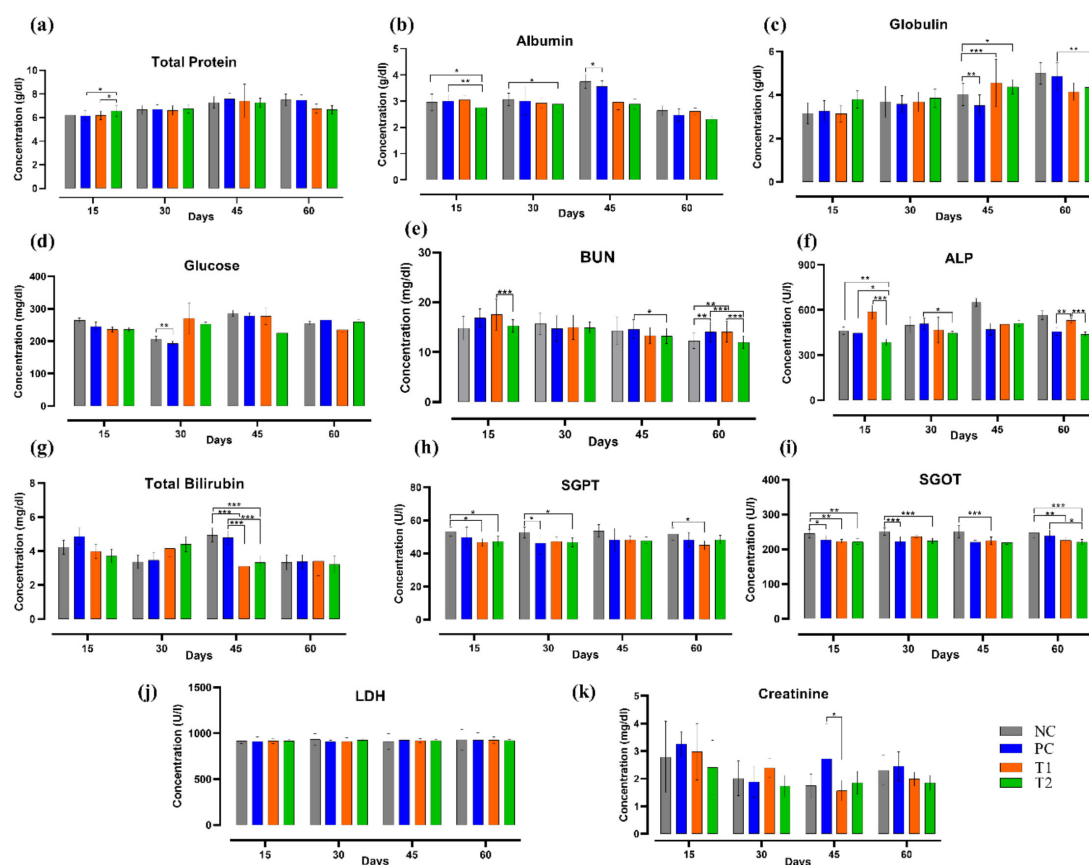 (a)
Total Protein
Concentration (g/dl)
10
8
6
4
2
0
*
*
15
30
45
60
Days
(b)
Albumin
Concentration (g/dl)
5
4
3
2
1
0
*
**
*
*
15
30
45
60
Days
(c)
Globulin
Concentration (g/dl)
6
4
2
0
*
***
**
**
15
30
45
60
Days
(d)
Glucose
Concentration (mg/dl)
400
300
200
100
0
**
15
30
45
60
Days
(e)
BUN
Concentration (mg/dl)
30
20
10
0
***
*
**
***
**
***
15
30
45
60
Days
(f)
ALP
Concentration (U/l)
900
600
300
0
**
*
***
*
**
***
15
30
45
60
Days
(g)
Total Bilirubin
Concentration (mg/dl)
8
6
4
2
0
***
***
***
***
15
30
45
60
Days
(h)
SGPT
Concentration (U/l)
80
60
40
20
0
*
*
*
*
*
15
30
45
60
Days
(i)
SGOT
Concentration (U/l)
400
300
200
100
0
**
**
*
***
***
***
***
**
*
15
30
45
60
Days
(j)
LDH
Concentration (U/l)
1500
1000
500
0
15
30
45
60
Days
(k)
Creatinine
Concentration (mg/dl)
5
4
3
2
1
0
*
15
30
45
60
Days
NC
PC
T1
T2